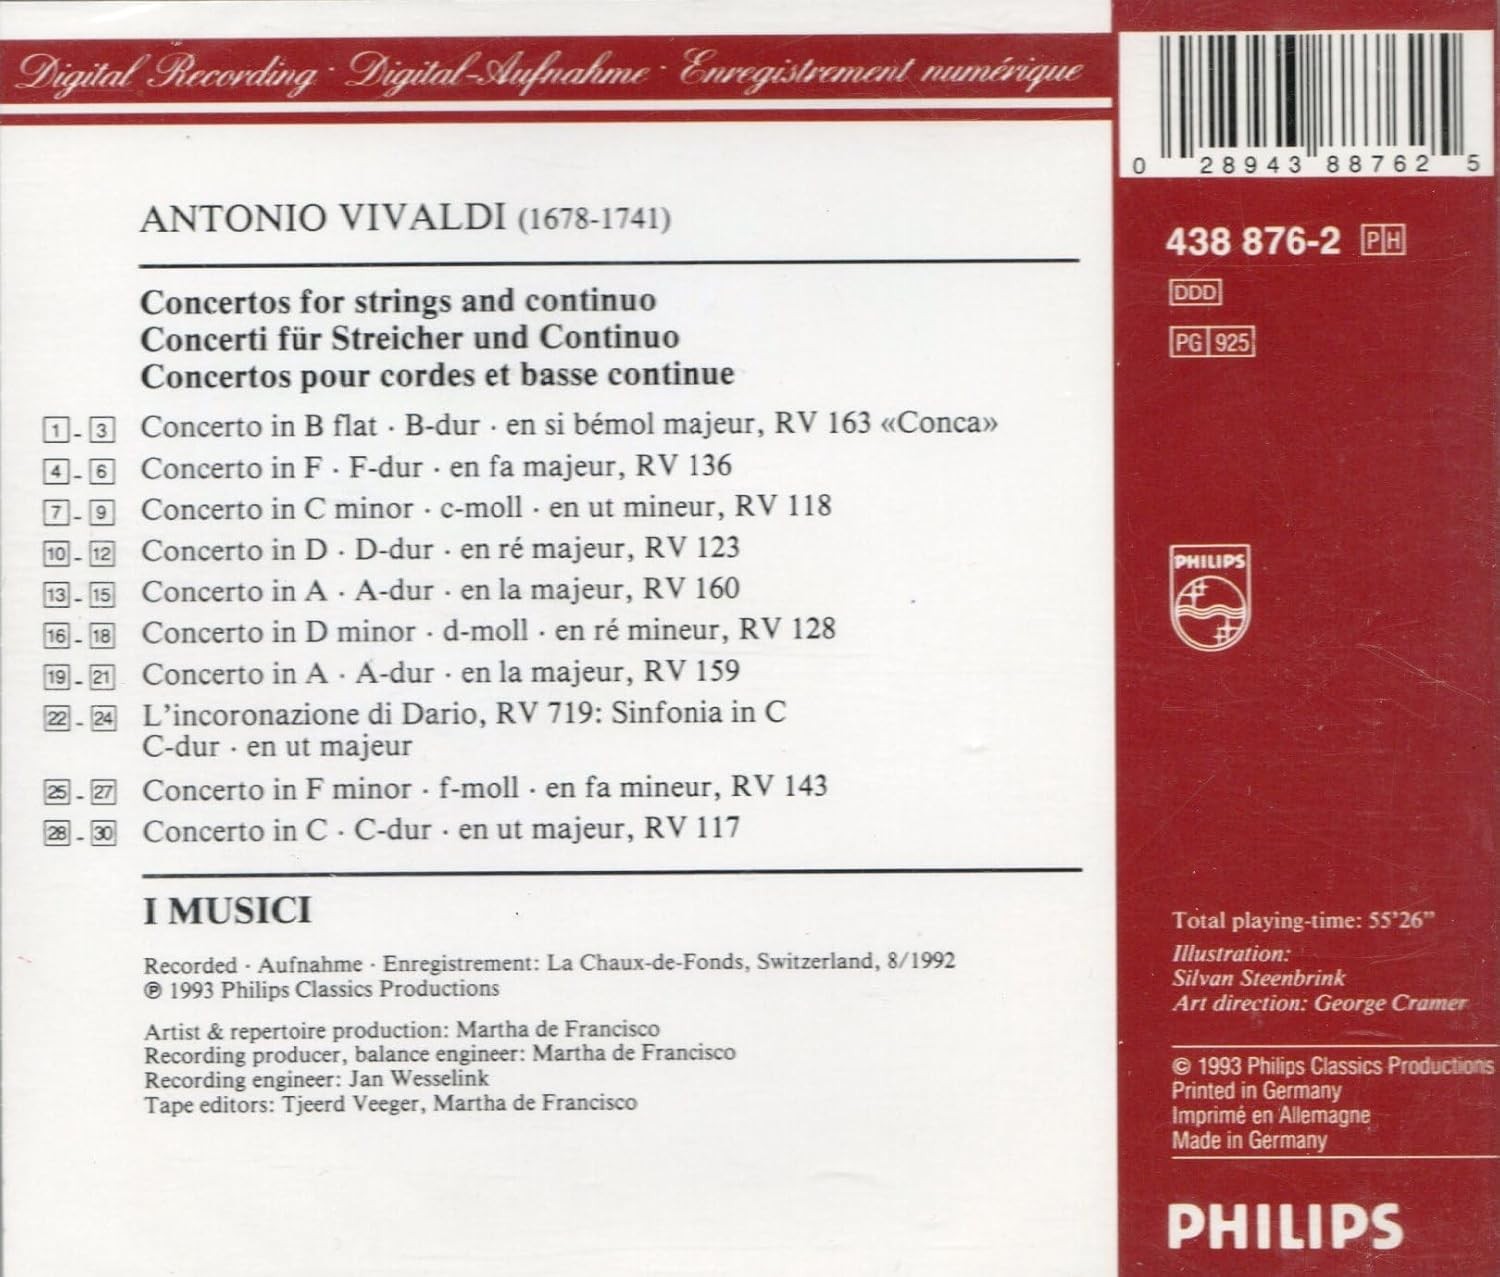 Digital Recording · Digital-Aufnahme · Enregistrement numérique
0 28943 88762 5
ANTONIO VIVALDI (1678-1741)
438 876-2 PH
DDD
PG 925
Concertos for strings and continuo
Concerti für Streicher und Continuo
Concertos pour cordes et basse continue
1 - 3 Concerto in B flat · B-dur · en si bémol majeur, RV 163 «Conca»
4 - 6 Concerto in F · F-dur · en fa majeur, RV 136
7 - 9 Concerto in C minor · c-moll · en ut mineur, RV 118
10 - 12 Concerto in D · D-dur · en ré majeur, RV 123
13 - 15 Concerto in A · A-dur · en la majeur, RV 160
16 - 18 Concerto in D minor · d-moll · en ré mineur, RV 128
19 - 21 Concerto in A · A-dur · en la majeur, RV 159
22 - 24 L'incoronazione di Dario, RV 719: Sinfonia in C
C-dur · en ut majeur
25 - 27 Concerto in F minor · f-moll · en fa mineur, RV 143
28 - 30 Concerto in C · C-dur · en ut majeur, RV 117
PHILIPS
I MUSICI
Recorded · Aufnahme · Enregistrement: La Chaux-de-Fonds, Switzerland, 8/1992
℗ 1993 Philips Classics Productions
Artist & repertoire production: Martha de Francisco
Recording producer, balance engineer: Martha de Francisco
Recording engineer: Jan Wesselink
Tape editors: Tjeerd Veeger, Martha de Francisco
Total playing-time: 55'26"
Illustration:
Silvan Steenbrink
Art direction: George Cramer
© 1993 Philips Classics Productions
Printed in Germany
Imprimé en Allemagne
Made in Germany
PHILIPS